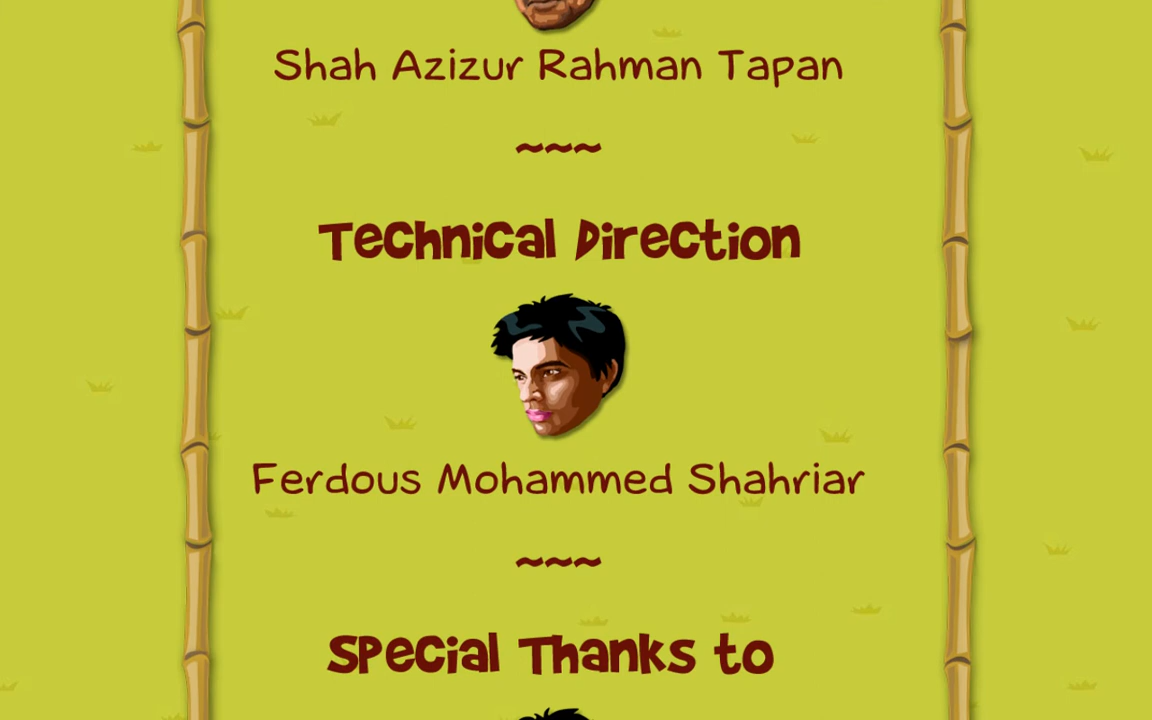 Shah Azizur Rahman Tapan
~~~
Technical Direction
Ferdous Mohammed Shahriar
~~~
Special Thanks to